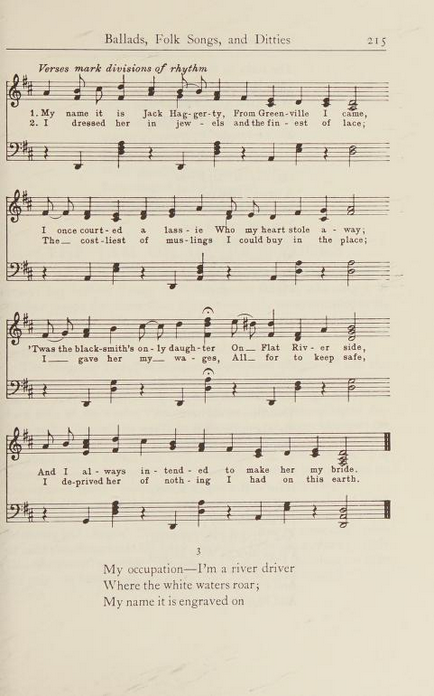 Ballads, Folk Songs, and Ditties 215
Verses mark divisions of rhythm
1. My name it is Jack Hag-ger-ty, From Green-ville I came,
2. I dressed her in jew-els and the fin-est of lace;
I once court-ed a lass-ie Who my heart stole a-way;
The cost-liest of mus-lings I could buy in the place;
'Twas the black-smith's on-ly daugh-ter On Flat Riv-er side,
I gave her my wa-ges, All for to keep safe,
And I al-ways in-tend-ed to make her my bride.
I de-prived her of noth-ing I had on this earth.
3
My occupation—I'm a river driver
Where the white waters roar;
My name it is engraved on